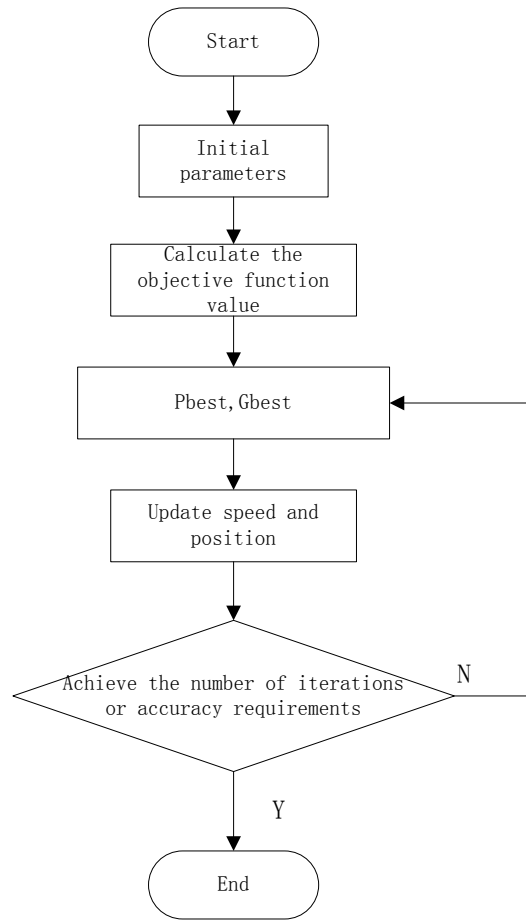 Start
Initial
parameters
Calculate the
objective function
value
Pbest,Gbest
Update speed and
position
Achieve the number of iterations
or accuracy requirements
N
Y
End